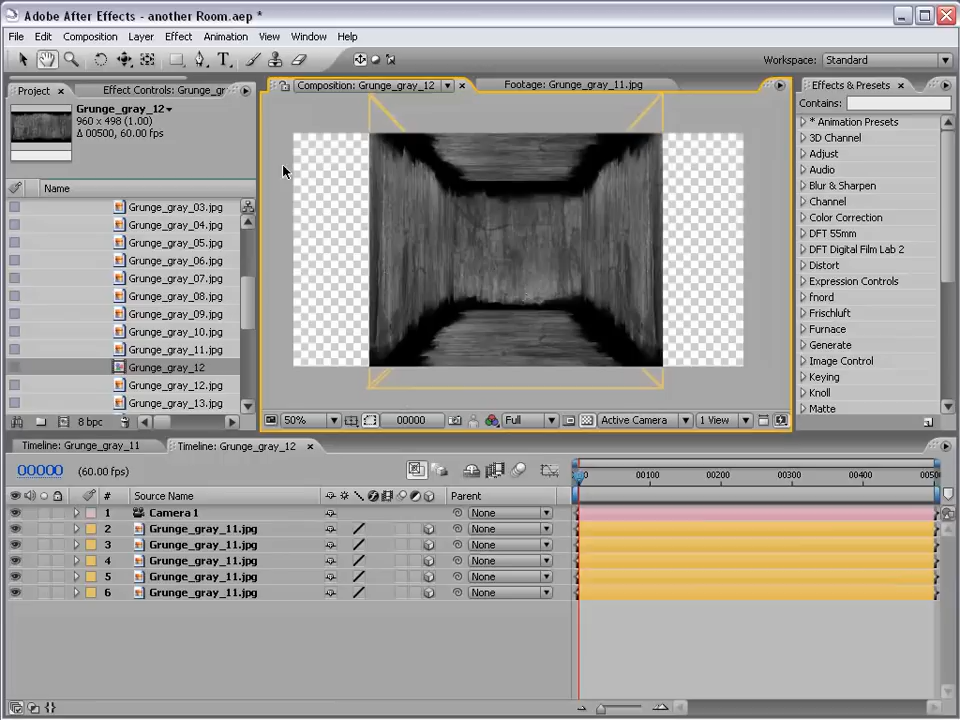 Adobe After Effects - another Room.aep *
File Edit Composition Layer Effect Animation View Window Help
Workspace: Standard
Project Effect Controls: Grunge_gr
Composition: Grunge_gray_12
Footage: Grunge_gray_11.jpg
Effects & Presets
Grunge_gray_12
960 x 498 (1.00)
Δ 00500, 60.00 fps
Contains:
Name
Grunge_gray_03.jpg
Grunge_gray_04.jpg
Grunge_gray_05.jpg
Grunge_gray_06.jpg
Grunge_gray_07.jpg
Grunge_gray_08.jpg
Grunge_gray_09.jpg
Grunge_gray_10.jpg
Grunge_gray_11.jpg
Grunge_gray_12
Grunge_gray_12.jpg
Grunge_gray_13.jpg
8 bpc
* Animation Presets
3D Channel
Adjust
Audio
Blur & Sharpen
Channel
Color Correction
DFT 55mm
DFT Digital Film Lab 2
Distort
Expression Controls
fnord
Frischluft
Furnace
Generate
Image Control
Keying
Knoll
Matte
50% 00000 Full Active Camera 1 View
Timeline: Grunge_gray_11 Timeline: Grunge_gray_12
00000 (60.00 fps)
0 00100 00200 00300 00400 0050
# Source Name Parent
1 Camera 1 None
2 Grunge_gray_11.jpg None
3 Grunge_gray_11.jpg None
4 Grunge_gray_11.jpg None
5 Grunge_gray_11.jpg None
6 Grunge_gray_11.jpg None